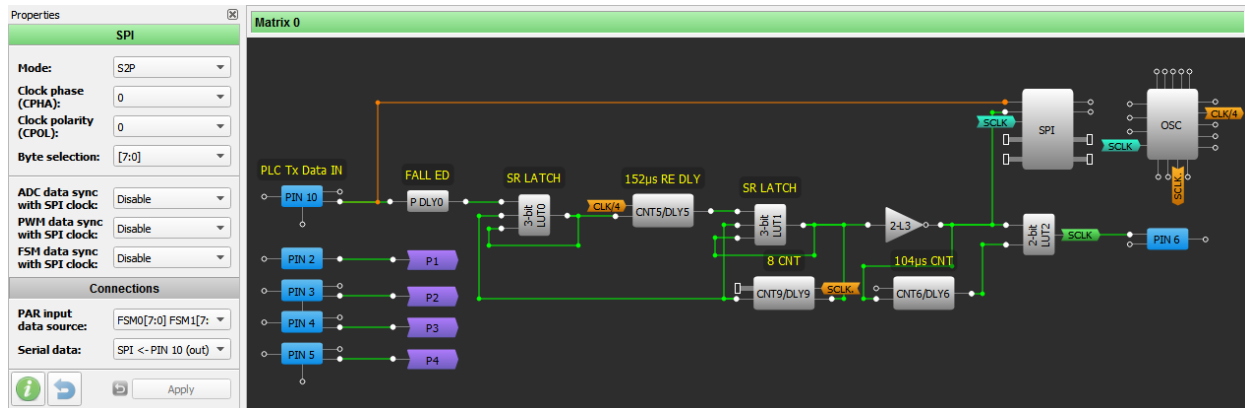 Properties
SPI
Mode:
S2P
Clock phase
(CPHA):
0
Clock polarity
(CPOL):
0
Byte selection:
[7:0]
ADC data sync
with SPI clock:
Disable
PWM data sync
with SPI clock:
Disable
FSM data sync
with SPI clock:
Disable
Connections
PAR input
data source:
FSM0[7:0] FSM1[7:
Serial data:
SPI <- PIN 10 (out)
Apply
Matrix 0
PLC Tx Data IN
PIN 10
FALL ED
P DLY0
SR LATCH
3-bit
LUT0
CLK/4
152µs RE DLY
CNT5/DLY5
SR LATCH
3-bit
LUT1
8 CNT
CNT9/DLY9
SCLK.
2-L3
104µs CNT
CNT6/DLY6
SCLK
SPI
2-bit
LUT2
SCLK
PIN 6
OSC
SCLK
CLK/4
SCLK.
PIN 2
P1
PIN 3
P2
PIN 4
P3
PIN 5
P4